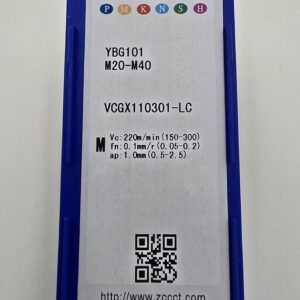 P M K N S H
YBG101
M20-M40
VCGX110301-LC
M Vc:220m/min(150-300)
fn:0.1mm/r(0.05-0.2)
ap:1.0mm(0.5-2.5)
http://www.zccct.com